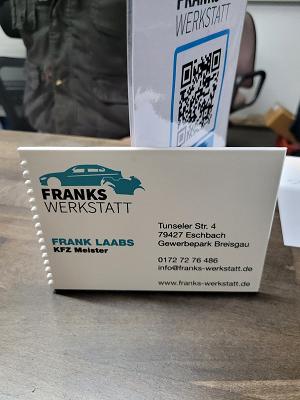 FRANKS
WERKSTATT
FRANKS
WERKSTATT
FRANK LAABS
KFZ Meister
Tunseler Str. 4
79427 Eschbach
Gewerbepark Breisgau
0172 72 76 486
info@franks-werkstatt.de
www.franks-werkstatt.de